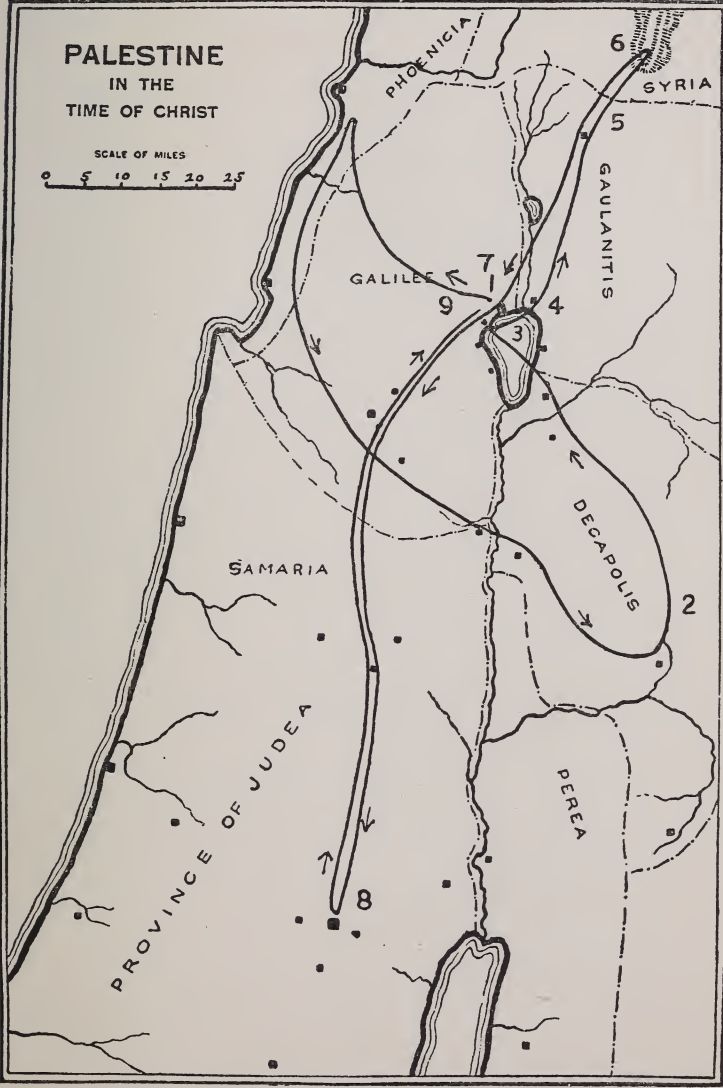 PALESTINE
IN THE
TIME OF CHRIST
SCALE OF MILES
0 5 10 15 20 25
PHOENICIA
6
SYRIA
5
GAULANITIS
GALILEE
7
1
9
4
3
DECAPOLIS
SAMARIA
2
PROVINCE OF JUDEA
PEREA
8